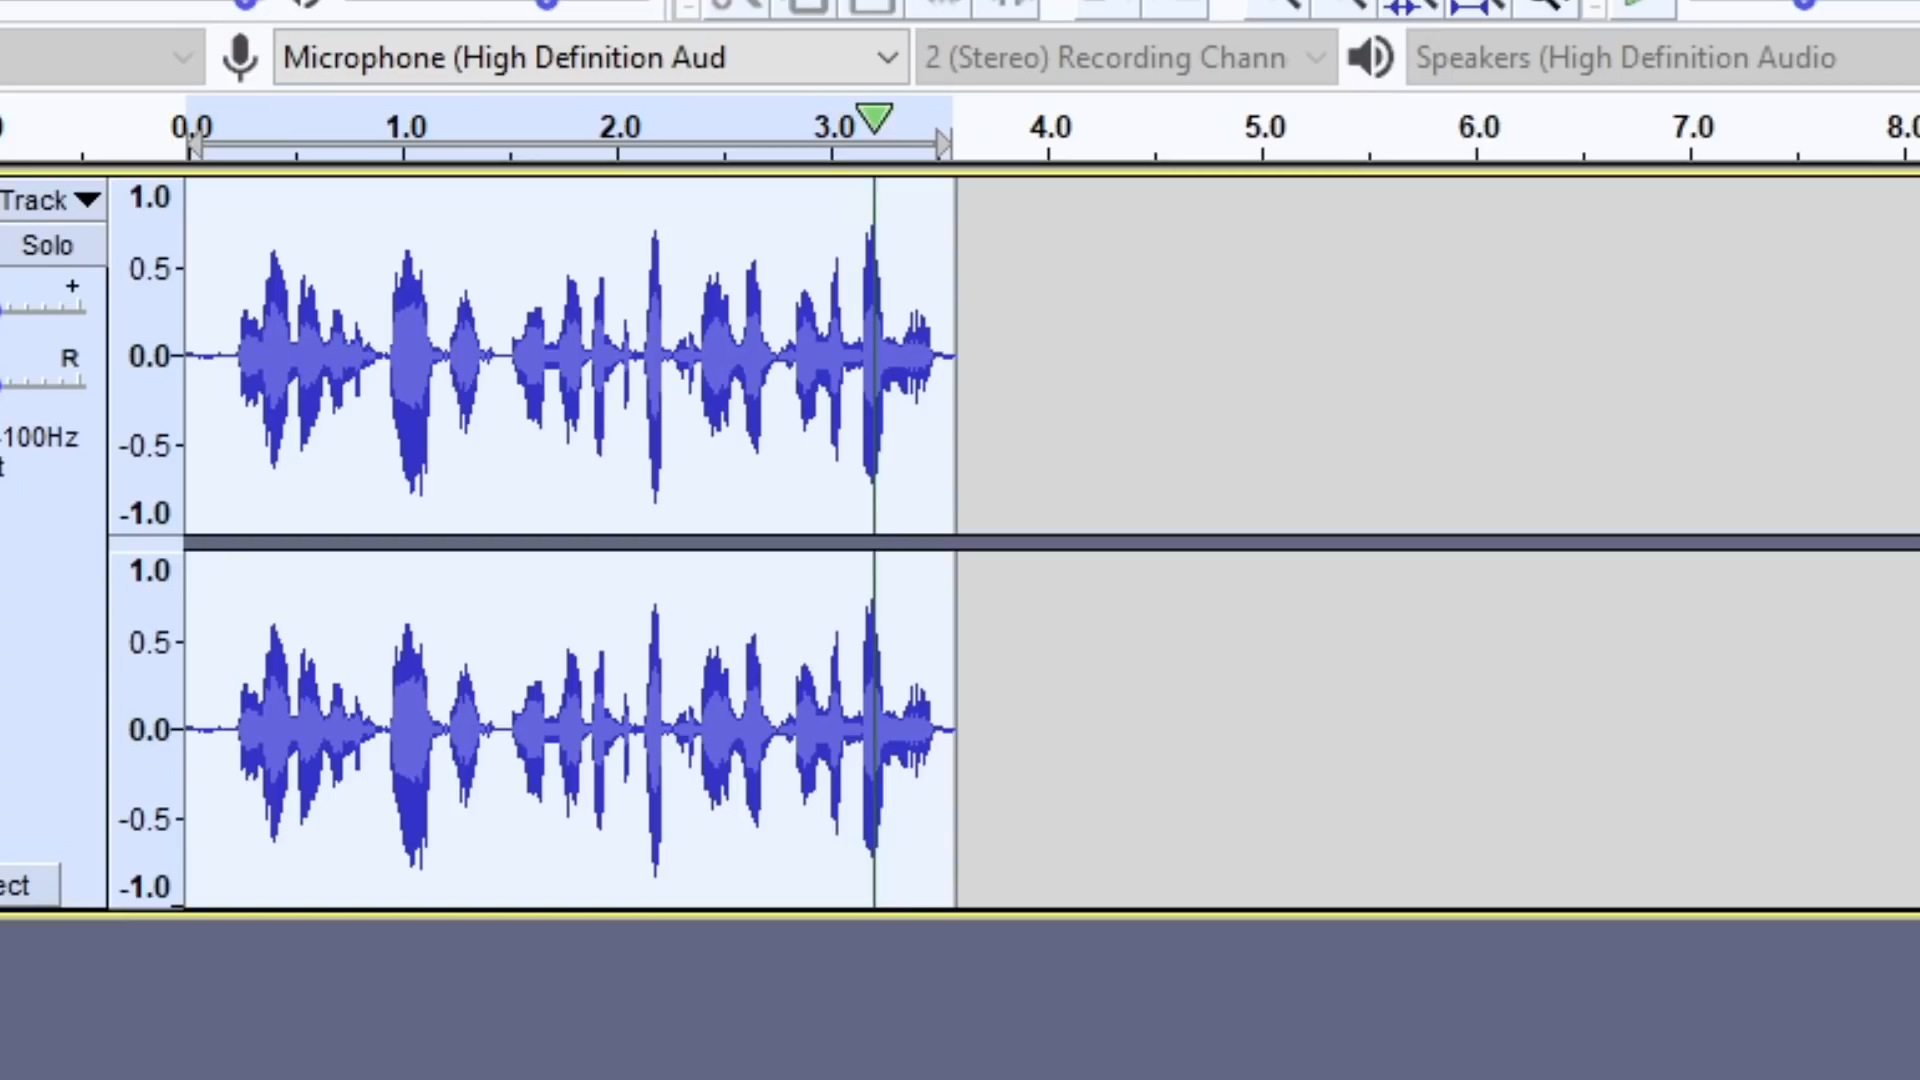 Microphone (High Definition Aud
2 (Stereo) Recording Chann
Speakers (High Definition Audio
0.0 1.0 2.0 3.0 4.0 5.0 6.0 7.0 8.0
Track
Solo
+
R
100Hz
t
ect
1.0
0.5
0.0
-0.5
-1.0
1.0
0.5
0.0
-0.5
-1.0